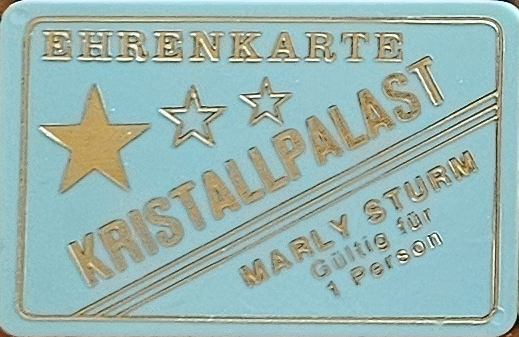 EHRENKARTE
KRISTALLPALAST
MARLY STURM
Gültig für
1 Person